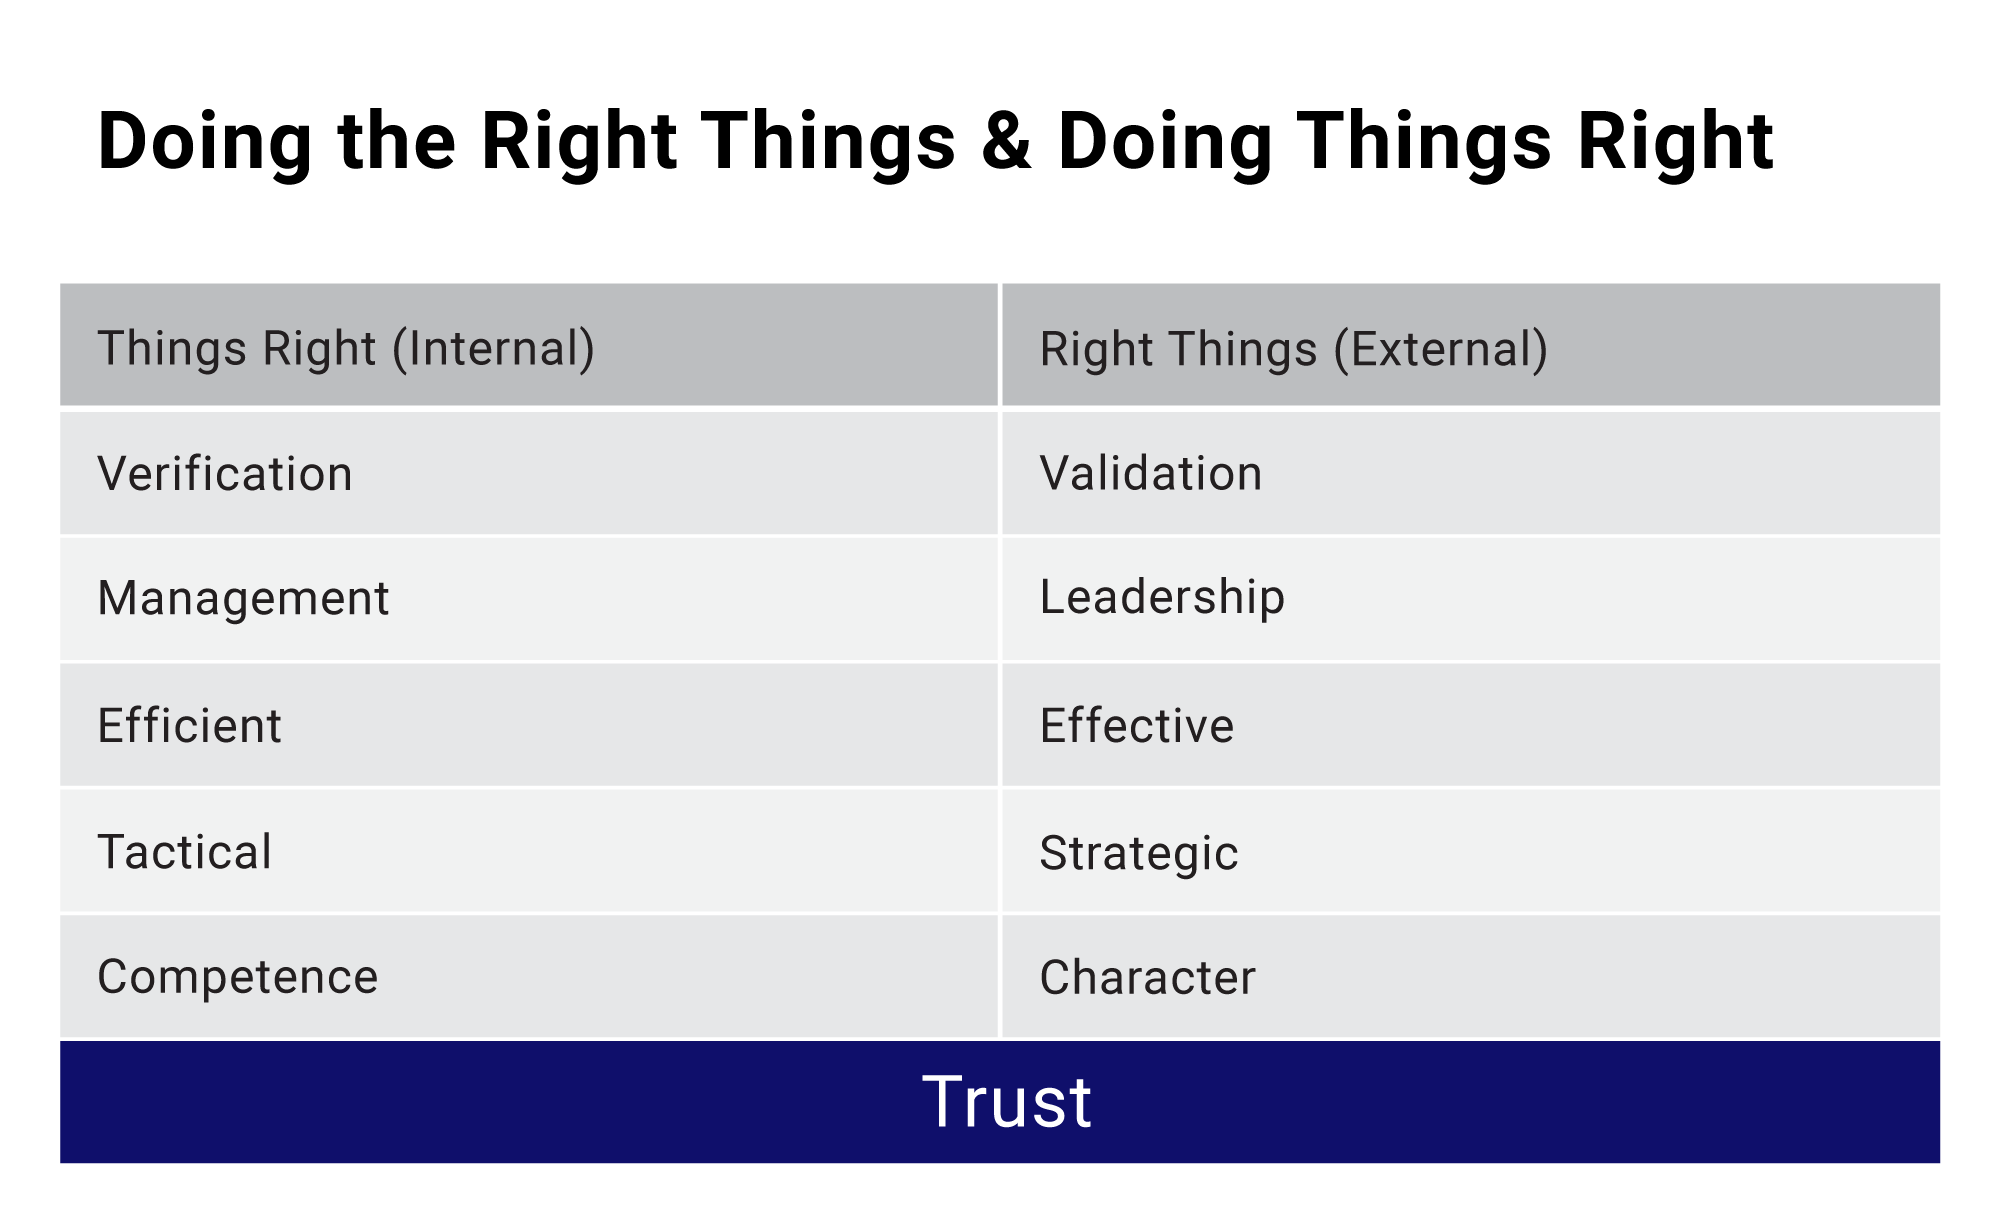 Doing the Right Things & Doing Things Right
Things Right (Internal)
Right Things (External)
Verification
Validation
Management
Leadership
Efficient
Effective
Tactical
Strategic
Competence
Character
Trust